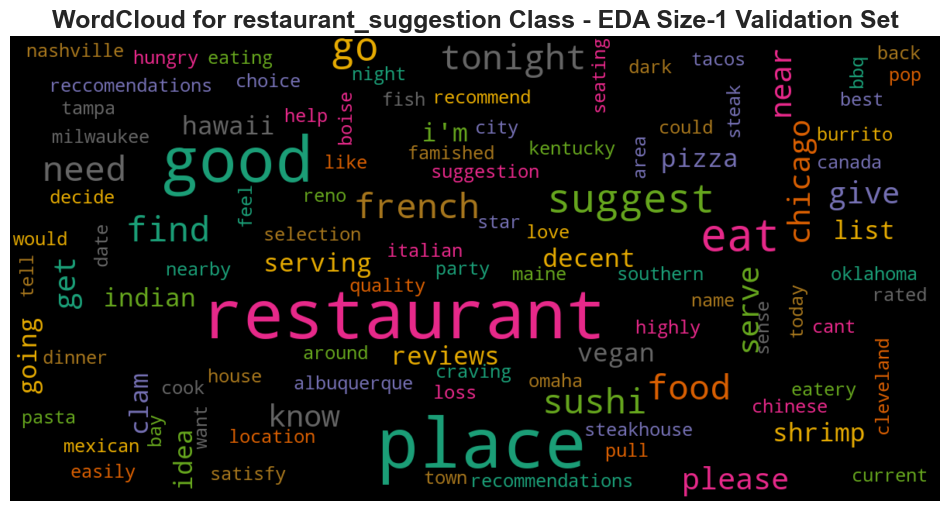 WordCloud for restaurant_suggestion Class - EDA Size-1 Validation Set
nashville hungry eating go tonight seating dark tacos near bbq back
reccomendations choice night pop
tampa fish recommend steak best
milwaukee hawaii help boise i'm city could burrito
need good like famished kentucky area pizza chicago canada
decide suggestion
feel reno french suggest give
would find star eat list
date selection love
tell get nearby serving italian decent
party maine southern oklahoma
indian quality name today rated
restaurant serve sense
going highly cant
dinner around reviews vegan cleveland
clam cook house albuquerque craving omaha food eatery
loss sushi chinese
pasta bay want know place steakhouse shrimp
mexican idea location pull
easily satisfy town recommendations please current